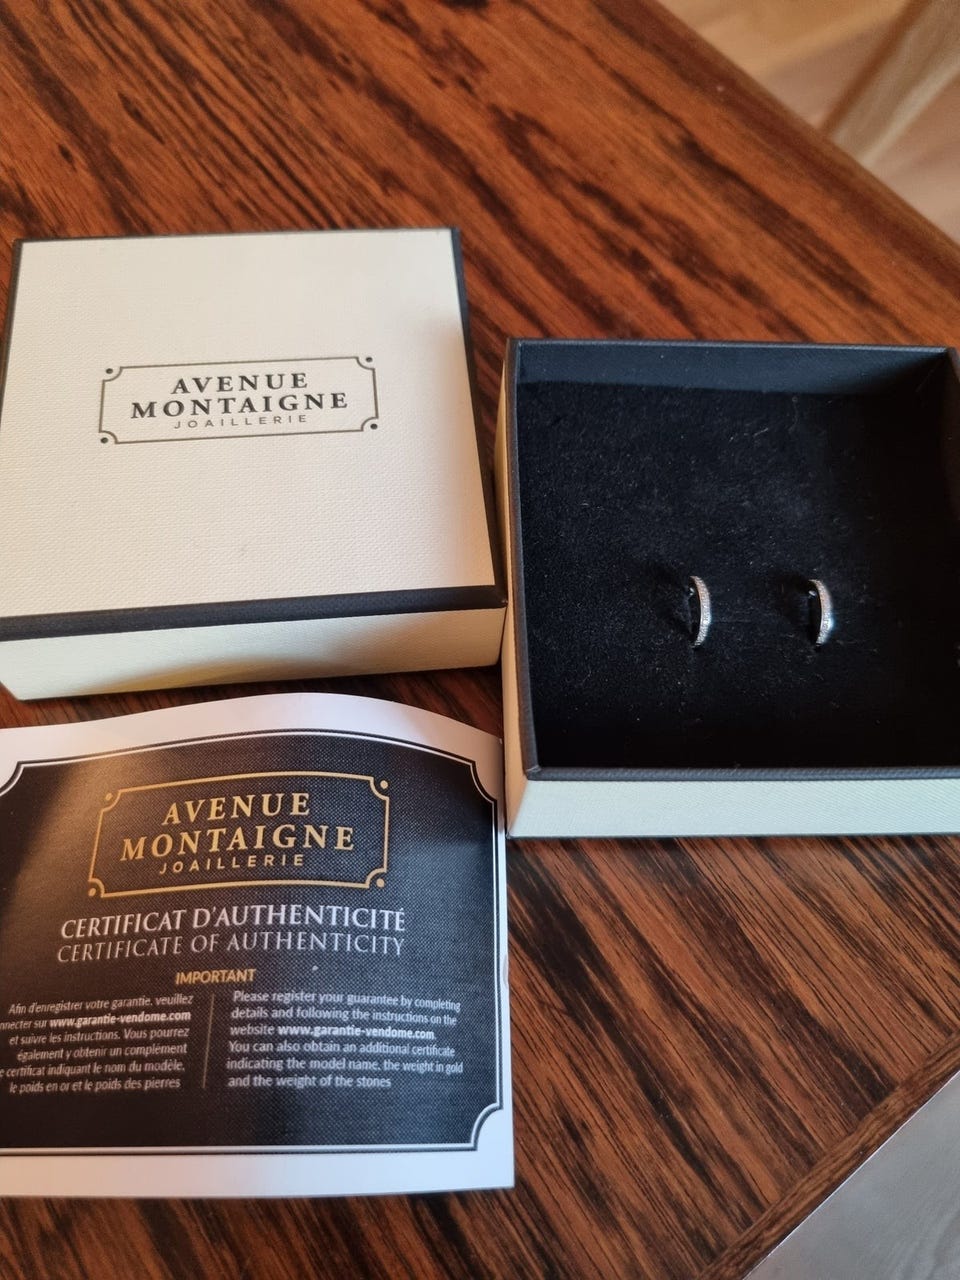 AVENUE
MONTAIGNE
JOAILLERIE
AVENUE
MONTAIGNE
JOAILLERIE
CERTIFICAT D'AUTHENTICITÉ
CERTIFICATE OF AUTHENTICITY
IMPORTANT
Afin d'enregistrer votre garantie, veuillez
sur www.garantie-vendome.com
et suivre les instructions. Vous pourrez
également y obtenir un complément
certificat indiquant le nom du modèle,
le poids en or et le poids des pierres
Please register your guarantee by completing
details and following the instructions on the
website www.garantie-vendome.com.
You can also obtain an additional certificate
indicating the model name, the weight in gold
and the weight of the stones